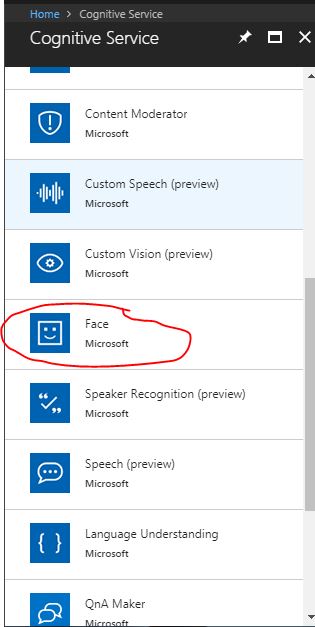 Home > Cognitive Service
Cognitive Service
Content Moderator
Microsoft
Custom Speech (preview)
Microsoft
Custom Vision (preview)
Microsoft
Face
Microsoft
Speaker Recognition (preview)
Microsoft
Speech (preview)
Microsoft
Language Understanding
Microsoft
QnA Maker
Microsoft